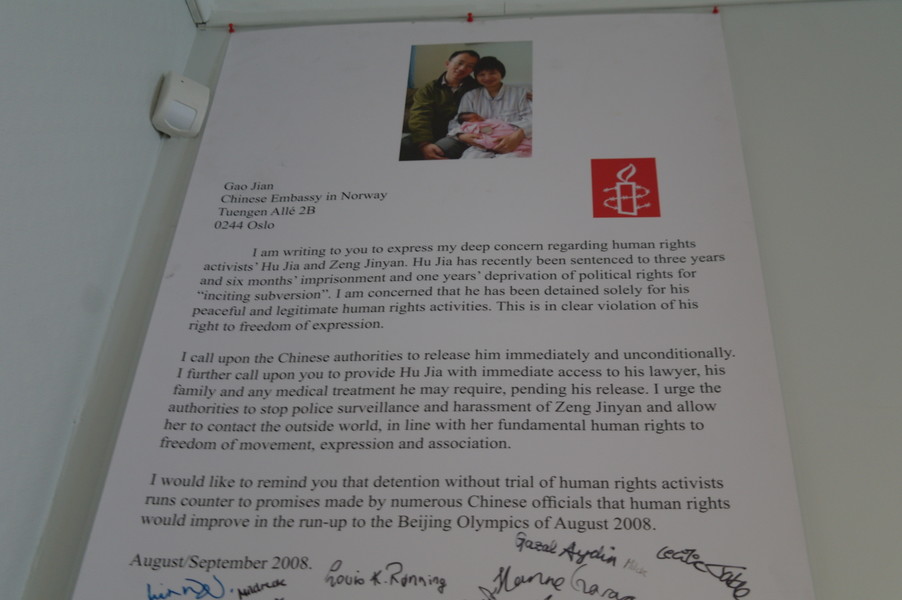 Gao Jian
Chinese Embassy in Norway
Tuengen Allé 2B
0244 Oslo
I am writing to you to express my deep concern regarding human rights
activists' Hu Jia and Zeng Jinyan. Hu Jia has recently been sentenced to three years
and six months' imprisonment and one years' deprivation of political rights for
"inciting subversion". I am concerned that he has been detained solely for his
peaceful and legitimate human rights activities. This is in clear violation of his
right to freedom of expression.
I call upon the Chinese authorities to release him immediately and unconditionally.
I further call upon you to provide Hu Jia with immediate access to his lawyer, his
family and any medical treatment he may require, pending his release. I urge the
authorities to stop police surveillance and harassment of Zeng Jinyan and allow
her to contact the outside world, in line with her fundamental human rights to
freedom of movement, expression and association.
I would like to remind you that detention without trial of human rights activists
runs counter to promises made by numerous Chinese officials that human rights
would improve in the run-up to the Beijing Olympics of August 2008.
August/September 2008.
Gazal Aydin
Louis K. Rønning
Hanne